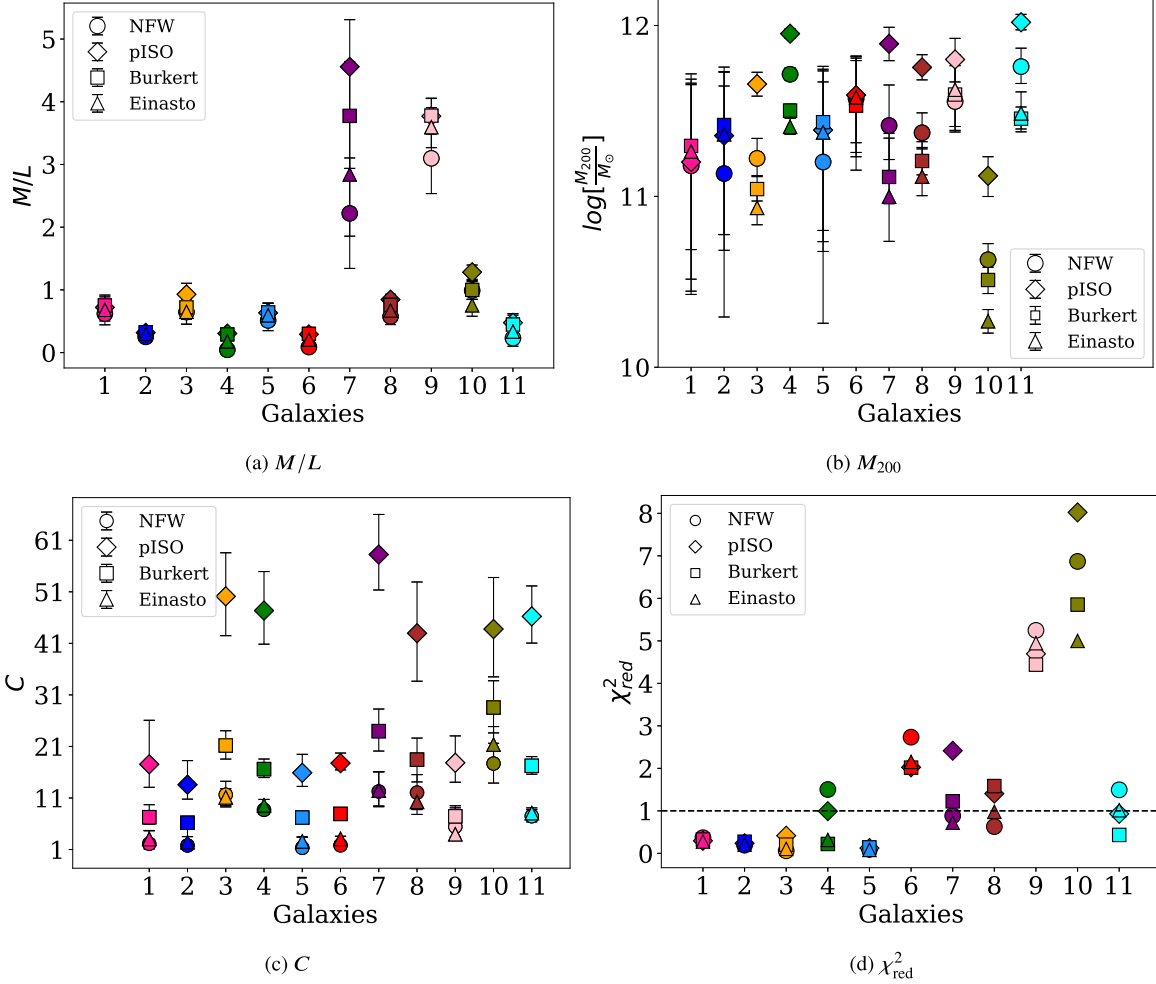 NFW
pISO
Burkert
Einasto
5
4
3
2
1
0
M/L
1 2 3 4 5 6 7 8 9 10 11
Galaxies
(a) M/L
12
11
10
log[M200/M⊙]
NFW
pISO
Burkert
Einasto
1 2 3 4 5 6 7 8 9 10 11
Galaxies
(b) M200
NFW
pISO
Burkert
Einasto
61
51
41
31
21
11
1
C
1 2 3 4 5 6 7 8 9 10 11
Galaxies
(c) C
NFW
pISO
Burkert
Einasto
8
7
6
5
4
3
2
1
0
χ²red
1 2 3 4 5 6 7 8 9 10 11
Galaxies
(d) χ²red